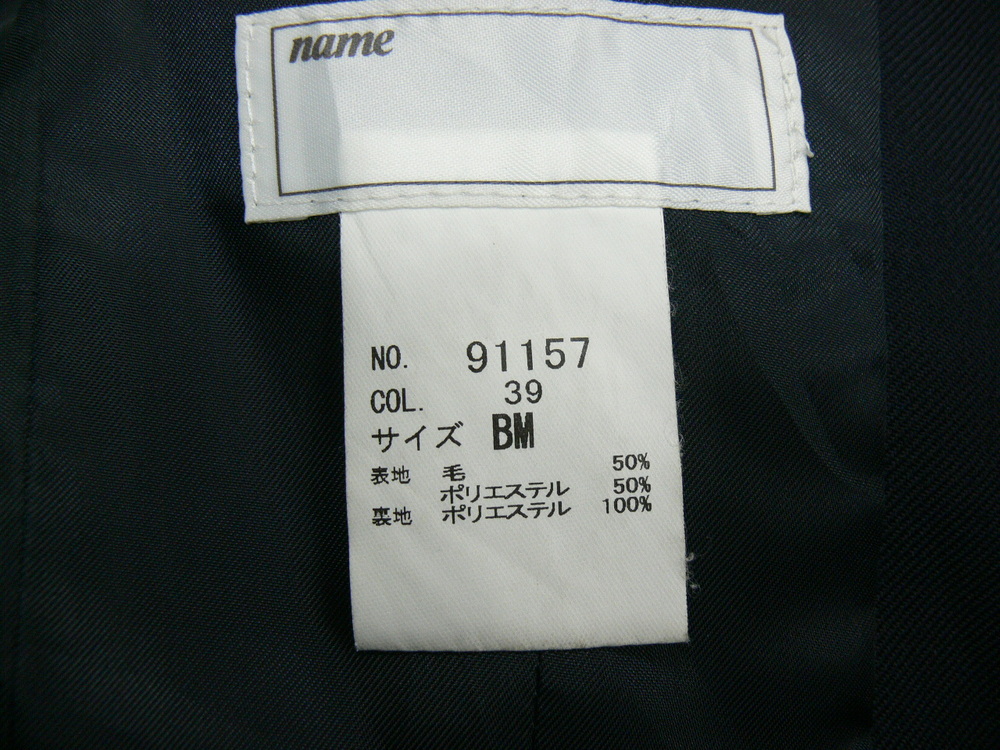 name
NO. 91157
COL. 39
サイズ BM
表地 毛 50%
ポリエステル 50%
裏地 ポリエステル 100%